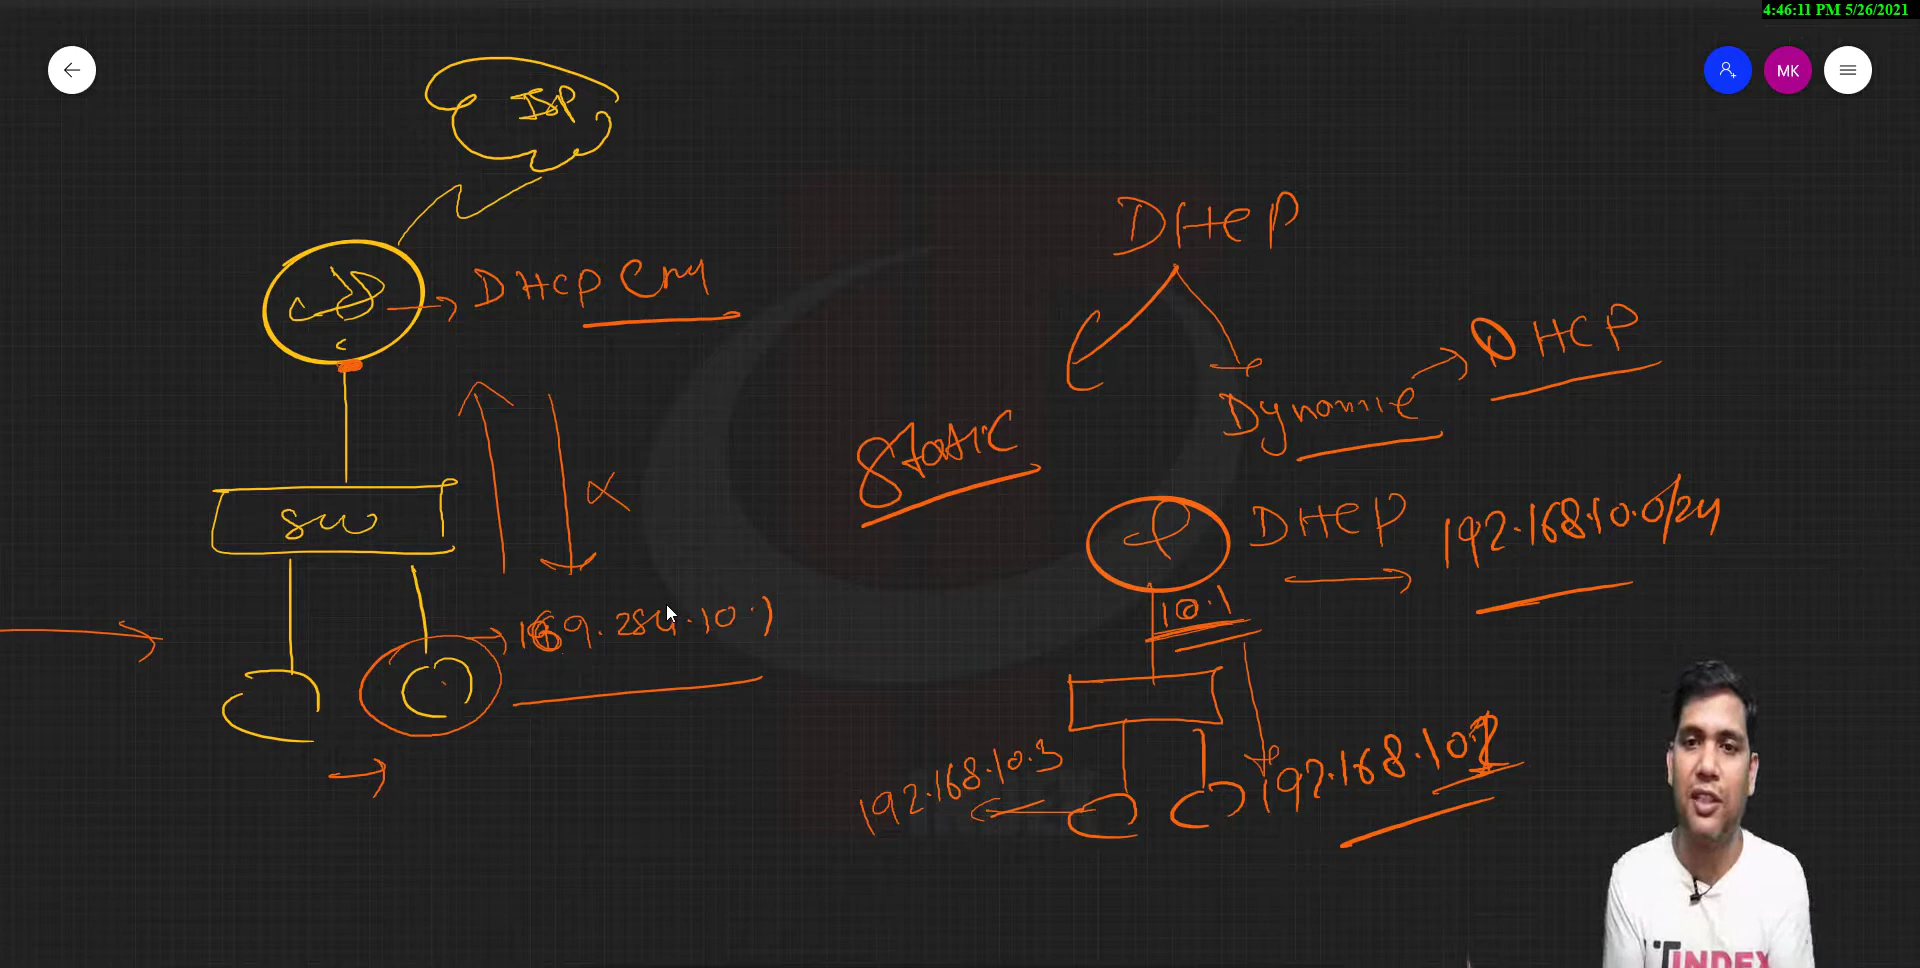 4:46:11 PM 5/26/2021
MK
ISP
DHCP
DHCP
DHCP
Dynamic
Static
SW
DHCP
192.168.10.0/24
10.1
169.254.10.1
192.168.10.3
192.168.10.2
ITINDEX